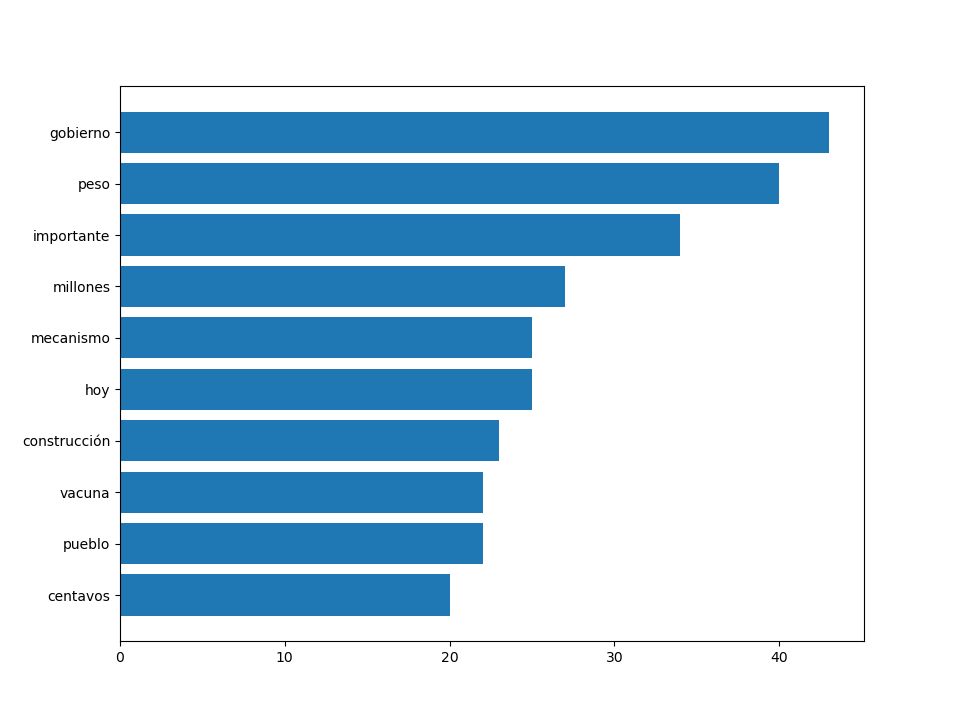 gobierno
peso
importante
millones
mecanismo
hoy
construcción
vacuna
pueblo
centavos
0 10 20 30 40